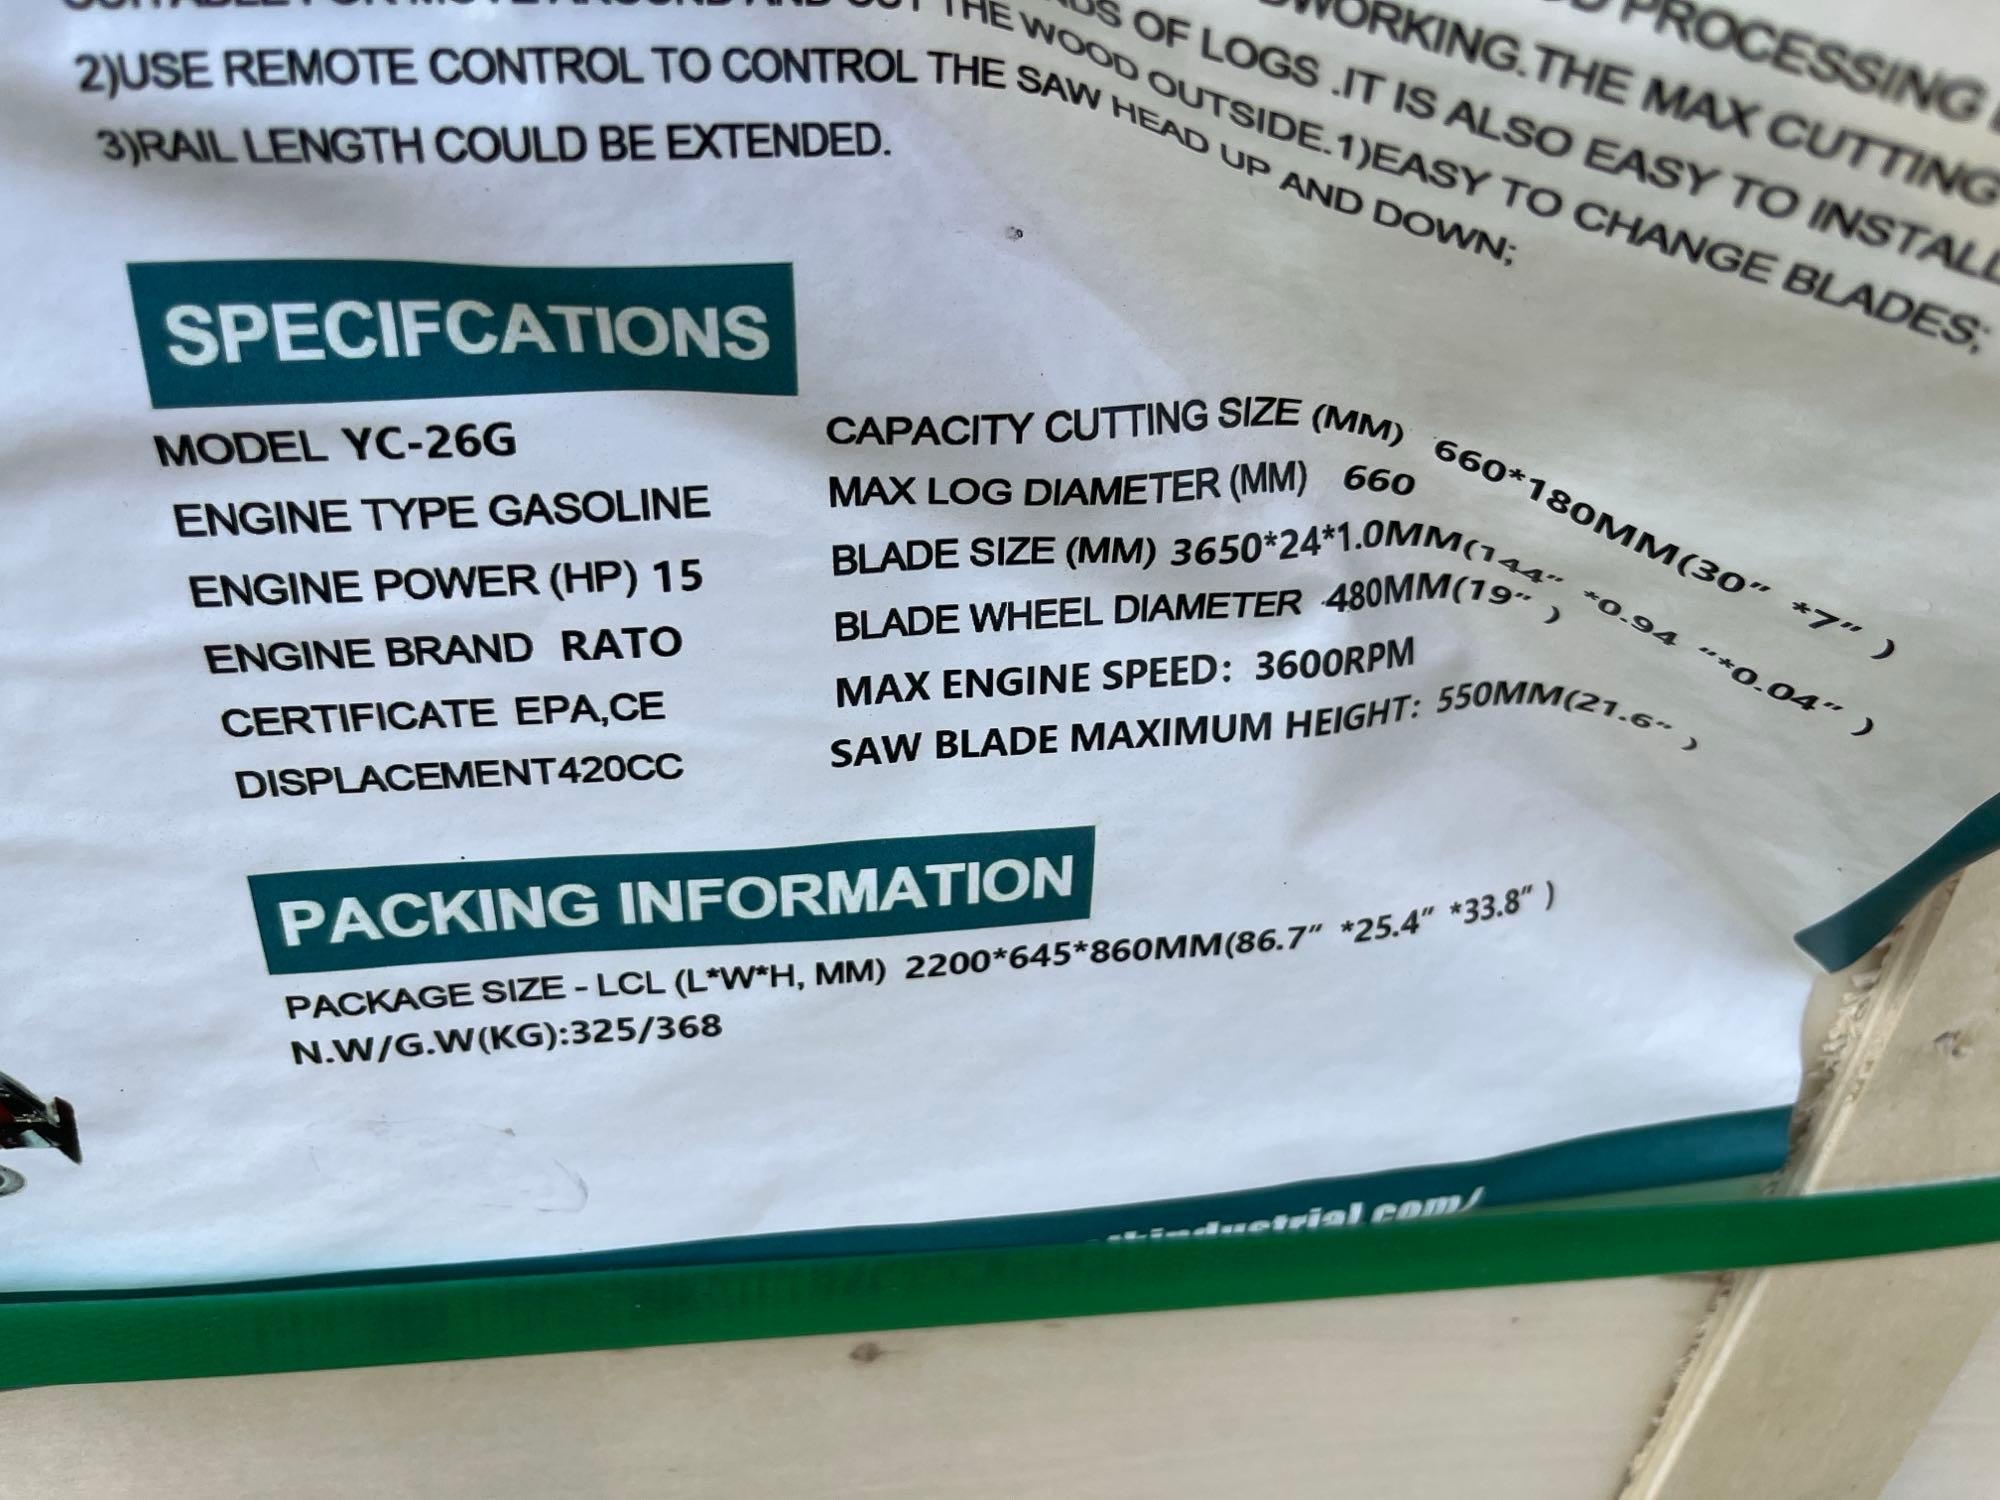 THE WOOD OUTSIDE.1)EASY TO CHANGE BLADES;
OF LOGS .IT IS ALSO EASY TO INSTALL
THE MAX CUTTING
PROCESSING
2)USE REMOTE CONTROL TO CONTROL THE SAW HEAD UP AND DOWN;
3)RAIL LENGTH COULD BE EXTENDED.
SPECIFCATIONS
MODEL YC-26G
ENGINE TYPE GASOLINE
ENGINE POWER (HP) 15
ENGINE BRAND RATO
CERTIFICATE EPA,CE
DISPLACEMENT420CC
CAPACITY CUTTING SIZE (MM) 660*180MM(30" *7" )
MAX LOG DIAMETER (MM) 660
BLADE SIZE (MM) 3650*24*1.0MM(144" *0.94 "*0.04" )
BLADE WHEEL DIAMETER 480MM(19" )
MAX ENGINE SPEED: 3600RPM
SAW BLADE MAXIMUM HEIGHT: 550MM(21.6" )
PACKING INFORMATION
PACKAGE SIZE - LCL (L*W*H, MM) 2200*645*860MM(86.7" *25.4" *33.8" )
N.W/G.W(KG):325/368